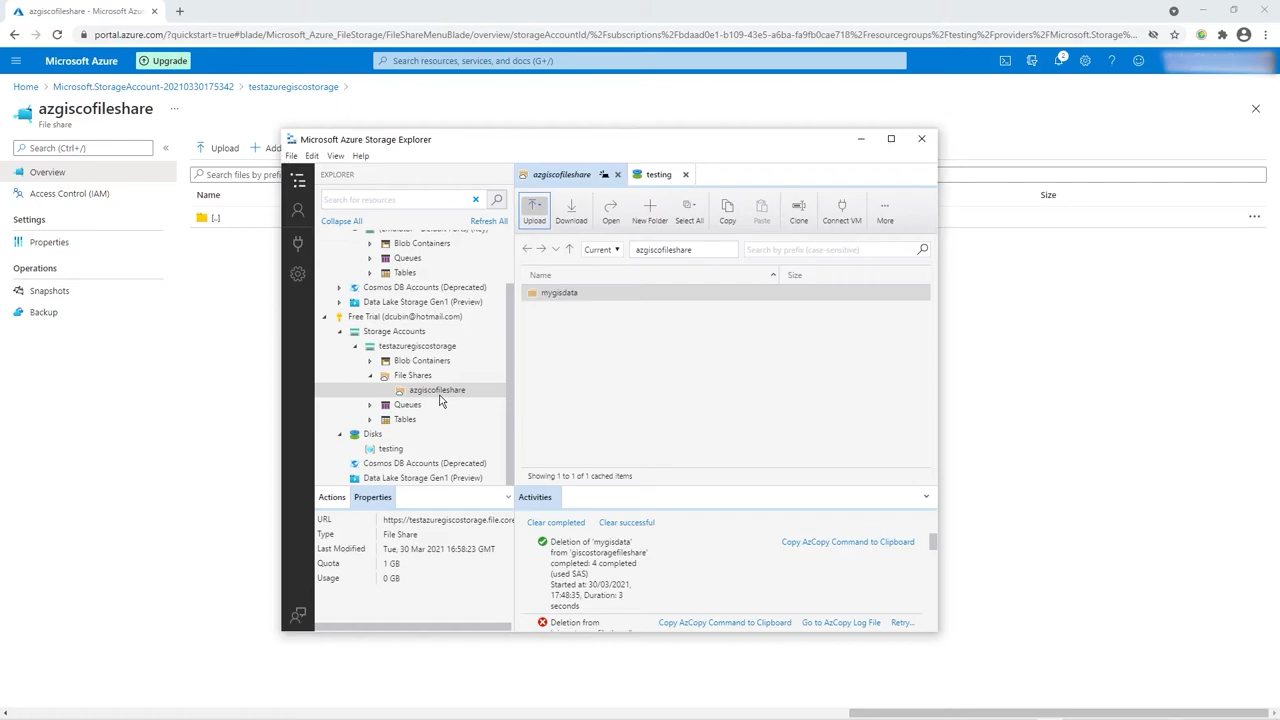 azgiscofileshare - Microsoft Azu
portal.azure.com/?quickstart=true#blade/Microsoft_Azure_FileStorage/FileShareMenuBlade/overview/storageAccountId/%2Fsubscriptions%2Fbdaad0e1-b109-43e5-a6ba-fa9fb0cae718%2Fresourcegroups%2Ftesting%2Fproviders%2FMicrosoft.Storage%...
Microsoft Azure
Upgrade
Search resources, services, and docs (G+/)
2
Home > Microsoft.StorageAccount-20210330175342 > testazuregiscostorage >
azgiscofileshare ...
File share
Search (Ctrl+/)
«
Upload
Add
Overview
Access Control (IAM)
Settings
Properties
Operations
Snapshots
Backup
Search files by prefi
Name
Size
[..]
...
Microsoft Azure Storage Explorer
File Edit View Help
EXPLORER
Search for resources
Collapse All
Refresh All
Blob Containers
Queues
Tables
Cosmos DB Accounts (Deprecated)
Data Lake Storage Gen1 (Preview)
Free Trial (dcubin@hotmail.com)
Storage Accounts
testazuregiscostorage
Blob Containers
File Shares
azgiscofileshare
Queues
Tables
Disks
testing
Cosmos DB Accounts (Deprecated)
Data Lake Storage Gen1 (Preview)
Actions Properties
URL https://testazuregiscostorage.file.core
Type File Share
Last Modified Tue, 30 Mar 2021 16:58:23 GMT
Quota 1 GB
Usage 0 GB
azgiscofileshare
testing
Upload Download Open New Folder Select All Copy Paste Clone Connect VM More
Current
azgiscofileshare
Search by prefix (case-sensitive)
Name Size
mygisdata
Showing 1 to 1 of 1 cached items
Activities
Clear completed Clear successful
Deletion of 'mygisdata'
from 'giscostoragefileshare'
completed: 4 completed
(used SAS)
Started at: 30/03/2021,
17:48:35, Duration: 3
seconds
Copy AzCopy Command to Clipboard
Deletion from
Copy AzCopy Command to Clipboard Go to AzCopy Log File Retry...